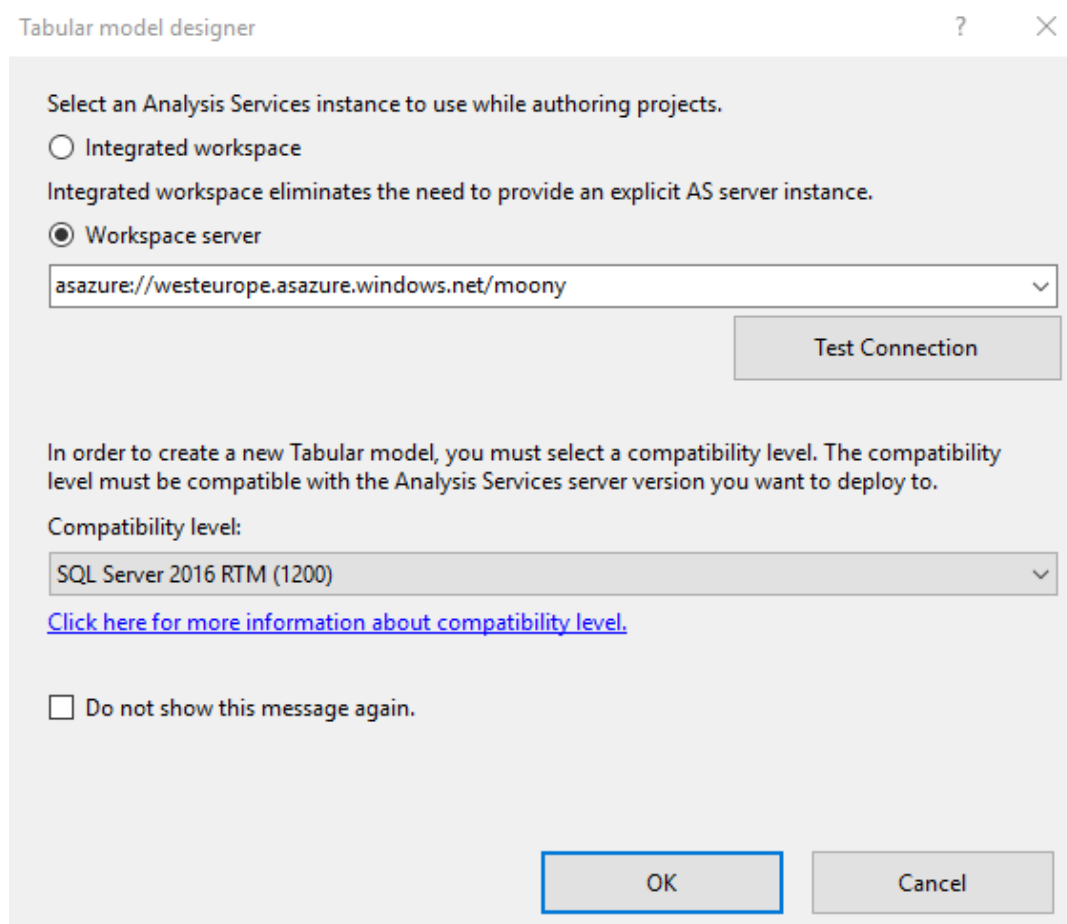 Tabular model designer
?
Select an Analysis Services instance to use while authoring projects.
Integrated workspace
Integrated workspace eliminates the need to provide an explicit AS server instance.
Workspace server
asazure://westeurope.asazure.windows.net/moony
Test Connection
In order to create a new Tabular model, you must select a compatibility level. The compatibility
level must be compatible with the Analysis Services server version you want to deploy to.
Compatibility level:
SQL Server 2016 RTM (1200)
Click here for more information about compatibility level.
Do not show this message again.
OK
Cancel